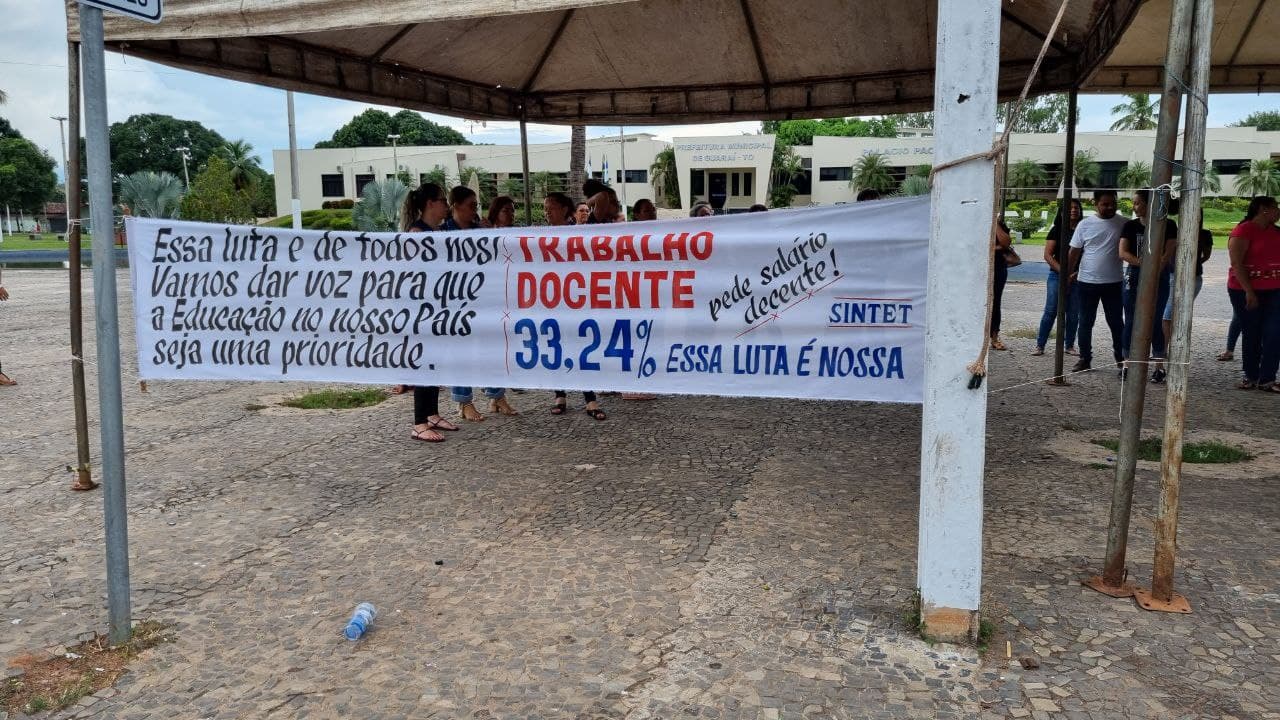 PREFEITURA MUNICIPAL
DE GUARAÍ - TO
Essa luta e de todos nos!
Vamos dar voz para que
a Educação no nosso País
seja uma prioridade.
TRABALHO
DOCENTE
33,24%
pede salário
decente!
SINTET
ESSA LUTA É NOSSA